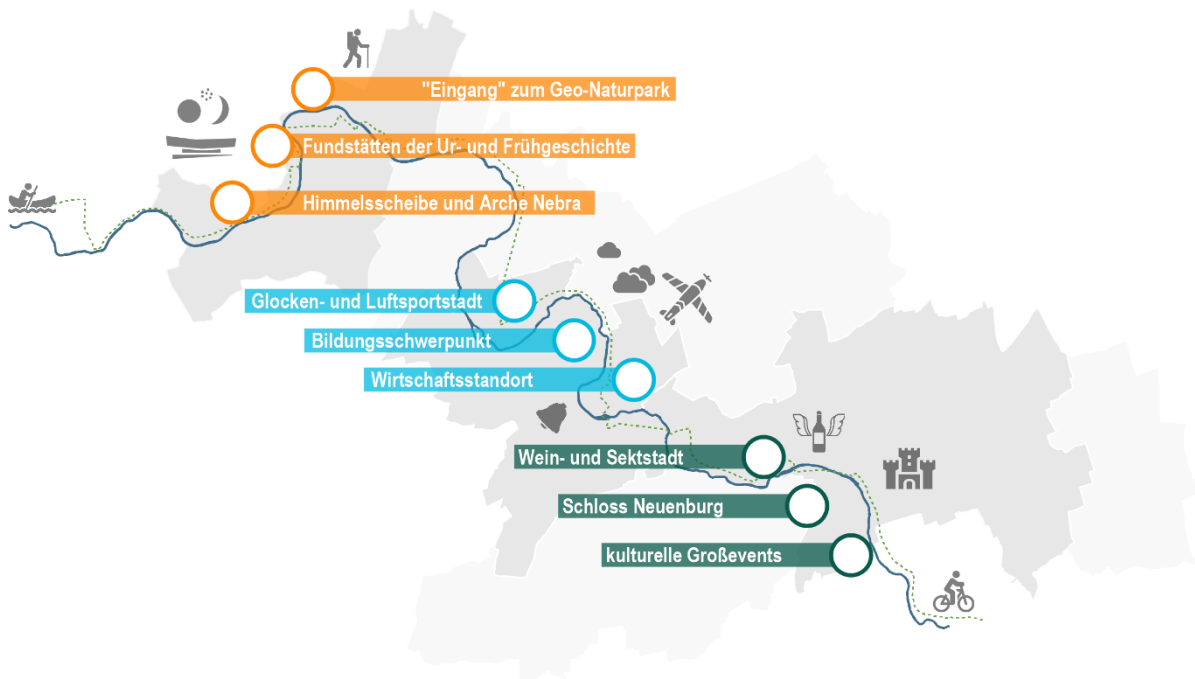 "Eingang" zum Geo-Naturpark
Fundstätten der Ur- und Frühgeschichte
Himmelsscheibe und Arche Nebra
Glocken- und Luftsportstadt
Bildungsschwerpunkt
Wirtschaftsstandort
Wein- und Sektstadt
Schloss Neuenburg
kulturelle Großevents